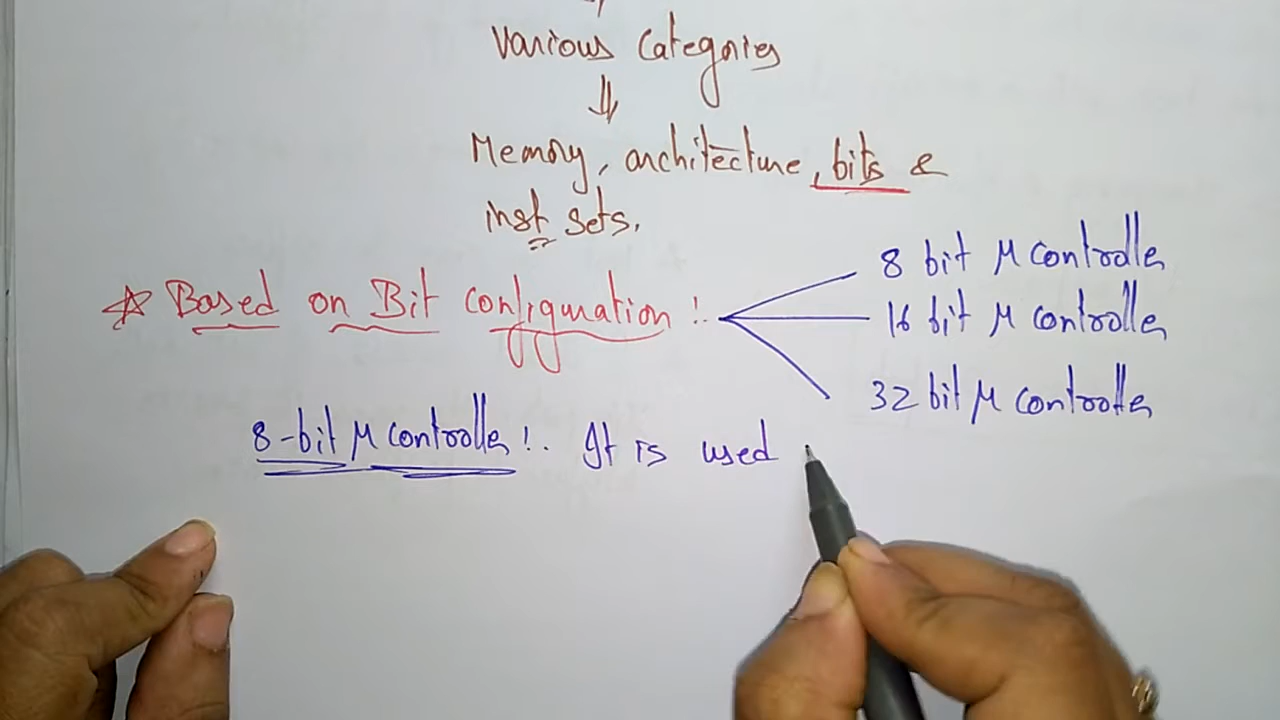 Various Categories
⇓
Memory, architecture, bits &
inst sets.
☆ Based on Bit configuration :-
8 bit μ controller
16 bit μ controller
32 bit μ controller
8-bit μ controller :- It is used